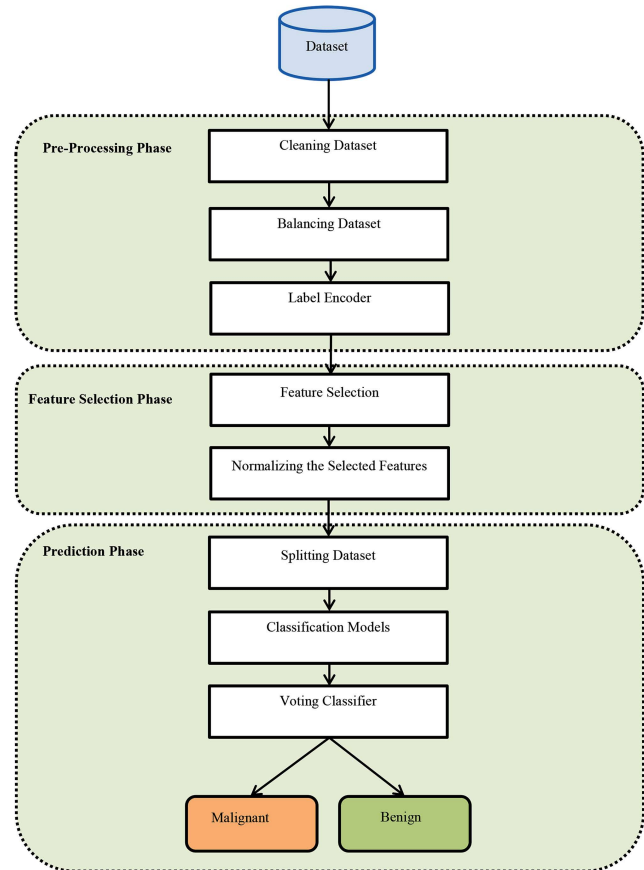 Dataset
Pre-Processing Phase
Cleaning Dataset
Balancing Dataset
Label Encoder
Feature Selection Phase
Feature Selection
Normalizing the Selected Features
Prediction Phase
Splitting Dataset
Classification Models
Voting Classifier
Malignant
Benign